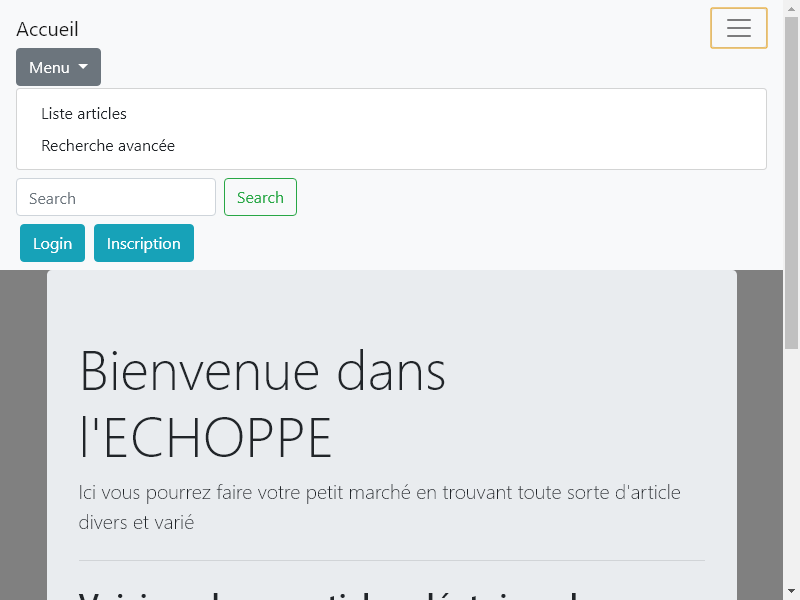 Accueil
Menu
Liste articles
Recherche avancée
Search Search
Login Inscription
Bienvenue dans
l'ECHOPPE
Ici vous pourrez faire votre petit marché en trouvant toute sorte d'article
divers et varié